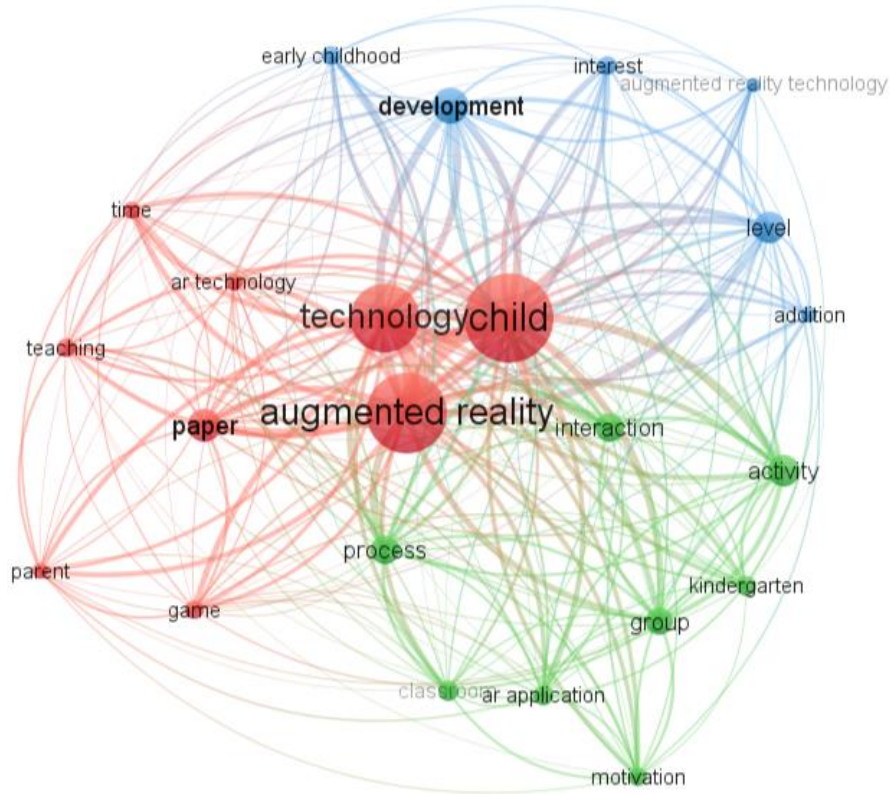 early childhood
interest
augmented reality technology
development
time
level
ar technology
technology
child
addition
teaching
augmented reality
paper
interaction
activity
process
parent
kindergarten
game
group
classroom
ar application
motivation